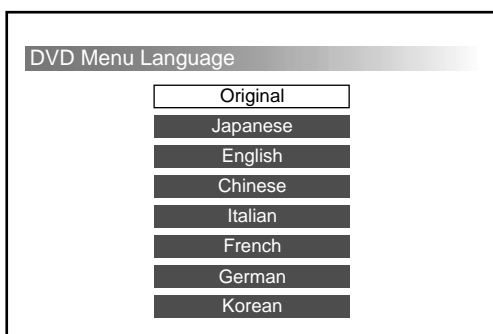 DVD Menu Language
Original
Japanese
English
Chinese
Italian
French
German
Korean